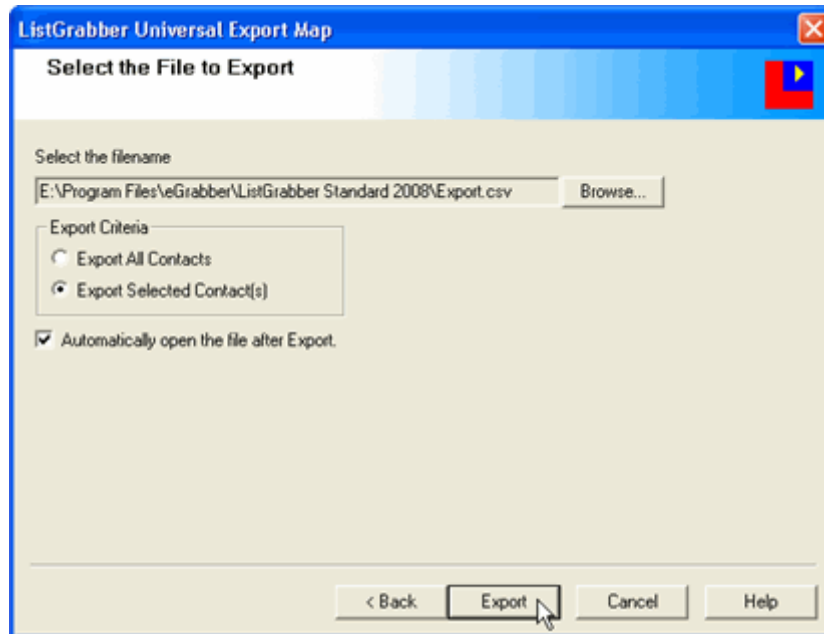 ListGrabber Universal Export Map
Select the File to Export
Select the filename
E:\Program Files\eGrabber\ListGrabber Standard 2008\Export.csv
Browse...
Export Criteria
Export All Contacts
Export Selected Contact(s)
Automatically open the file after Export.
< Back
Export
Cancel
Help